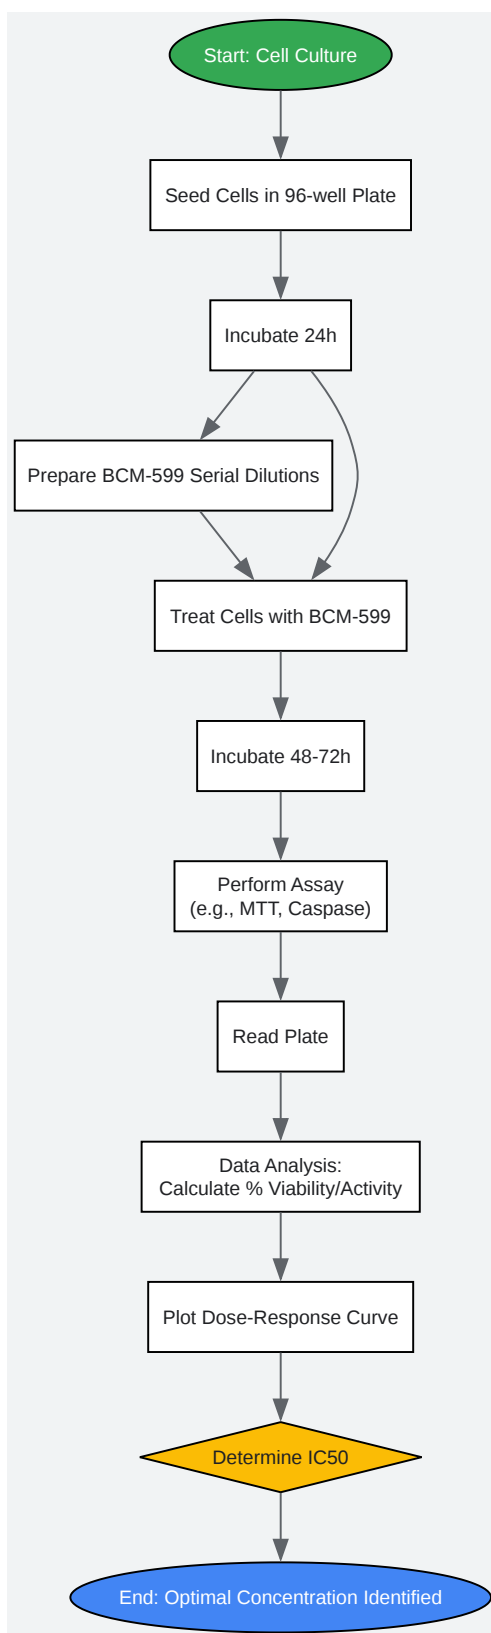 Start: Cell Culture
Seed Cells in 96-well Plate
Incubate 24h
Prepare BCM-599 Serial Dilutions
Treat Cells with BCM-599
Incubate 48-72h
Perform Assay
(e.g., MTT, Caspase)
Read Plate
Data Analysis:
Calculate % Viability/Activity
Plot Dose-Response Curve
Determine IC50
End: Optimal Concentration Identified